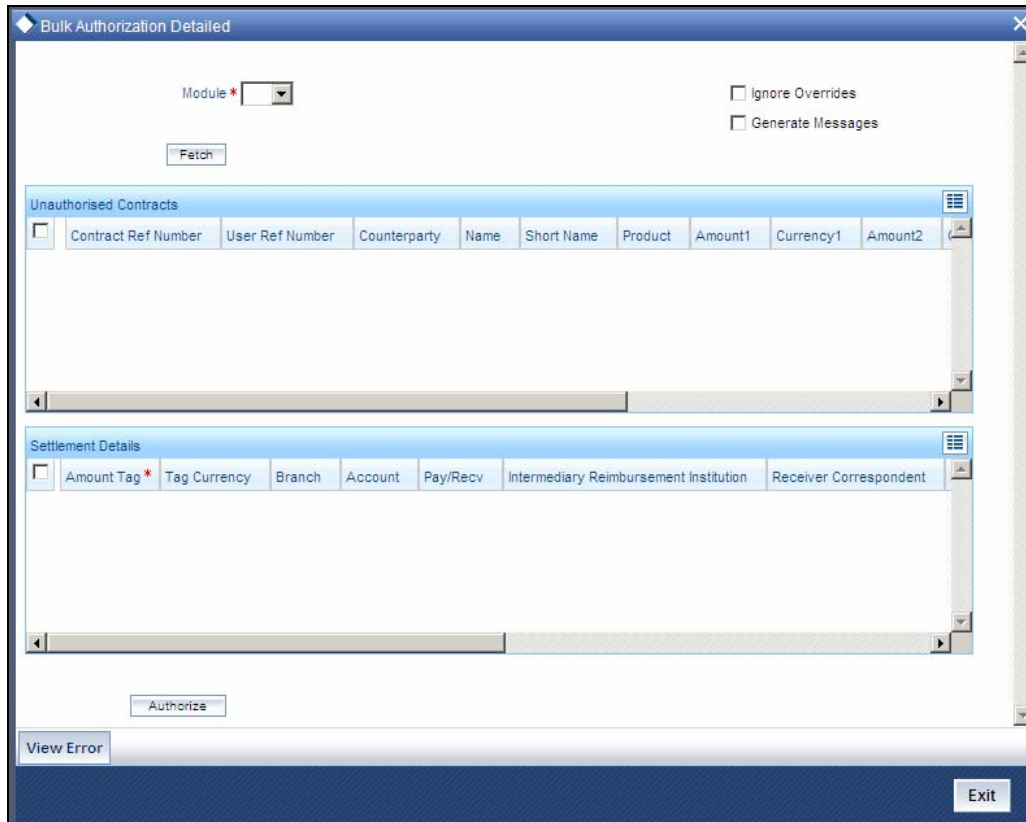 Bulk Authorization Detailed
Module *
Ignore Overrides
Generate Messages
Fetch
Unauthorised Contracts
Contract Ref Number User Ref Number Counterparty Name Short Name Product Amount1 Currency1 Amount2
Settlement Details
Amount Tag * Tag Currency Branch Account Pay/Recv Intermediary Reimbursement Institution Receiver Correspondent
Authorize
View Error
Exit